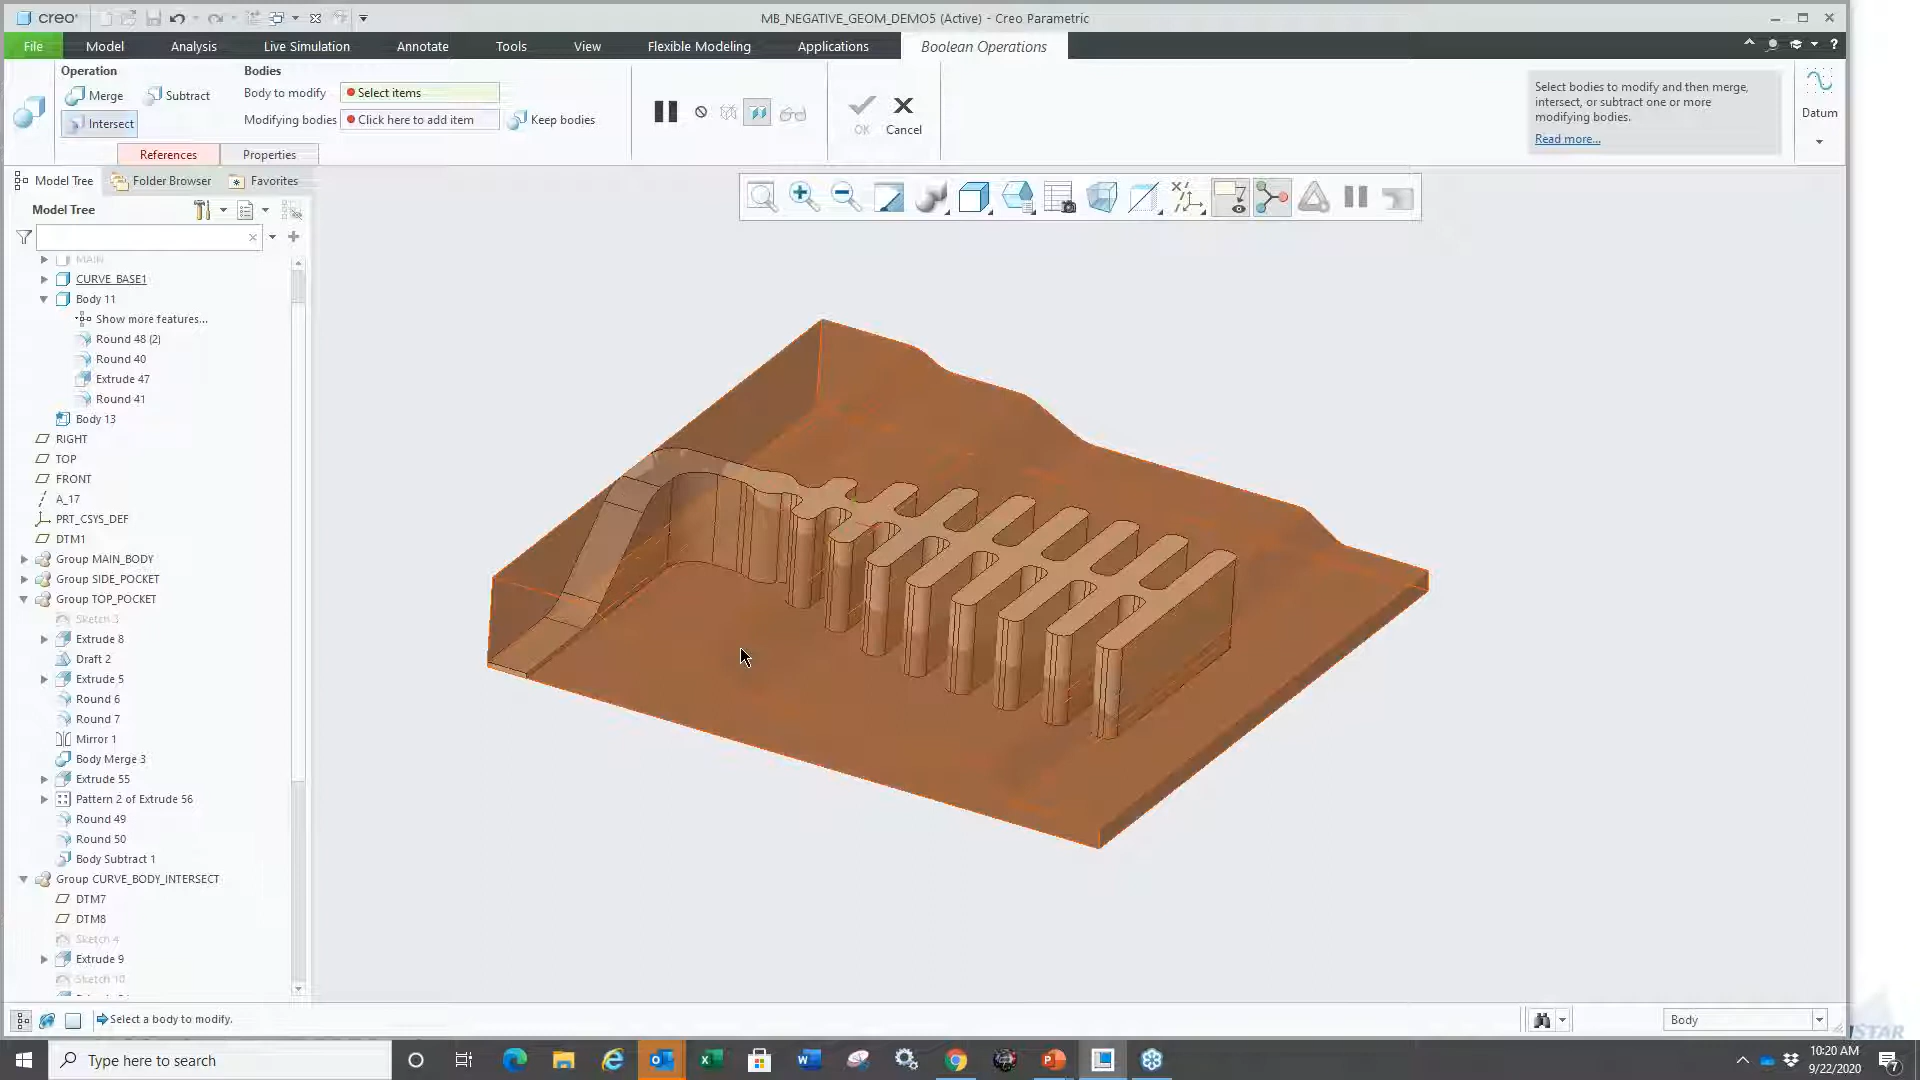 creo
MB_NEGATIVE_GEOM_DEMO5 (Active) - Creo Parametric
File Model Analysis Live Simulation Annotate Tools View Flexible Modeling Applications Boolean Operations
Operation
Merge Subtract
Intersect
Bodies
Body to modify Select items
Modifying bodies Click here to add item Keep bodies
OK Cancel
Select bodies to modify and then merge,
intersect, or subtract one or more
modifying bodies.
Read more...
Datum
References Properties
Model Tree Folder Browser Favorites
Model Tree
MAIN
CURVE_BASE1
Body 11
Show more features...
Round 48 (2)
Round 40
Extrude 47
Round 41
Body 13
RIGHT
TOP
FRONT
A_17
PRT_CSYS_DEF
DTM1
Group MAIN_BODY
Group SIDE_POCKET
Group TOP_POCKET
Sketch 3
Extrude 8
Draft 2
Extrude 5
Round 6
Round 7
Mirror 1
Body Merge 3
Extrude 55
Pattern 2 of Extrude 56
Round 49
Round 50
Body Subtract 1
Group CURVE_BODY_INTERSECT
DTM7
DTM8
Sketch 4
Extrude 9
Sketch 10
Select a body to modify.
Body
Type here to search
10:20 AM
9/22/2020
7